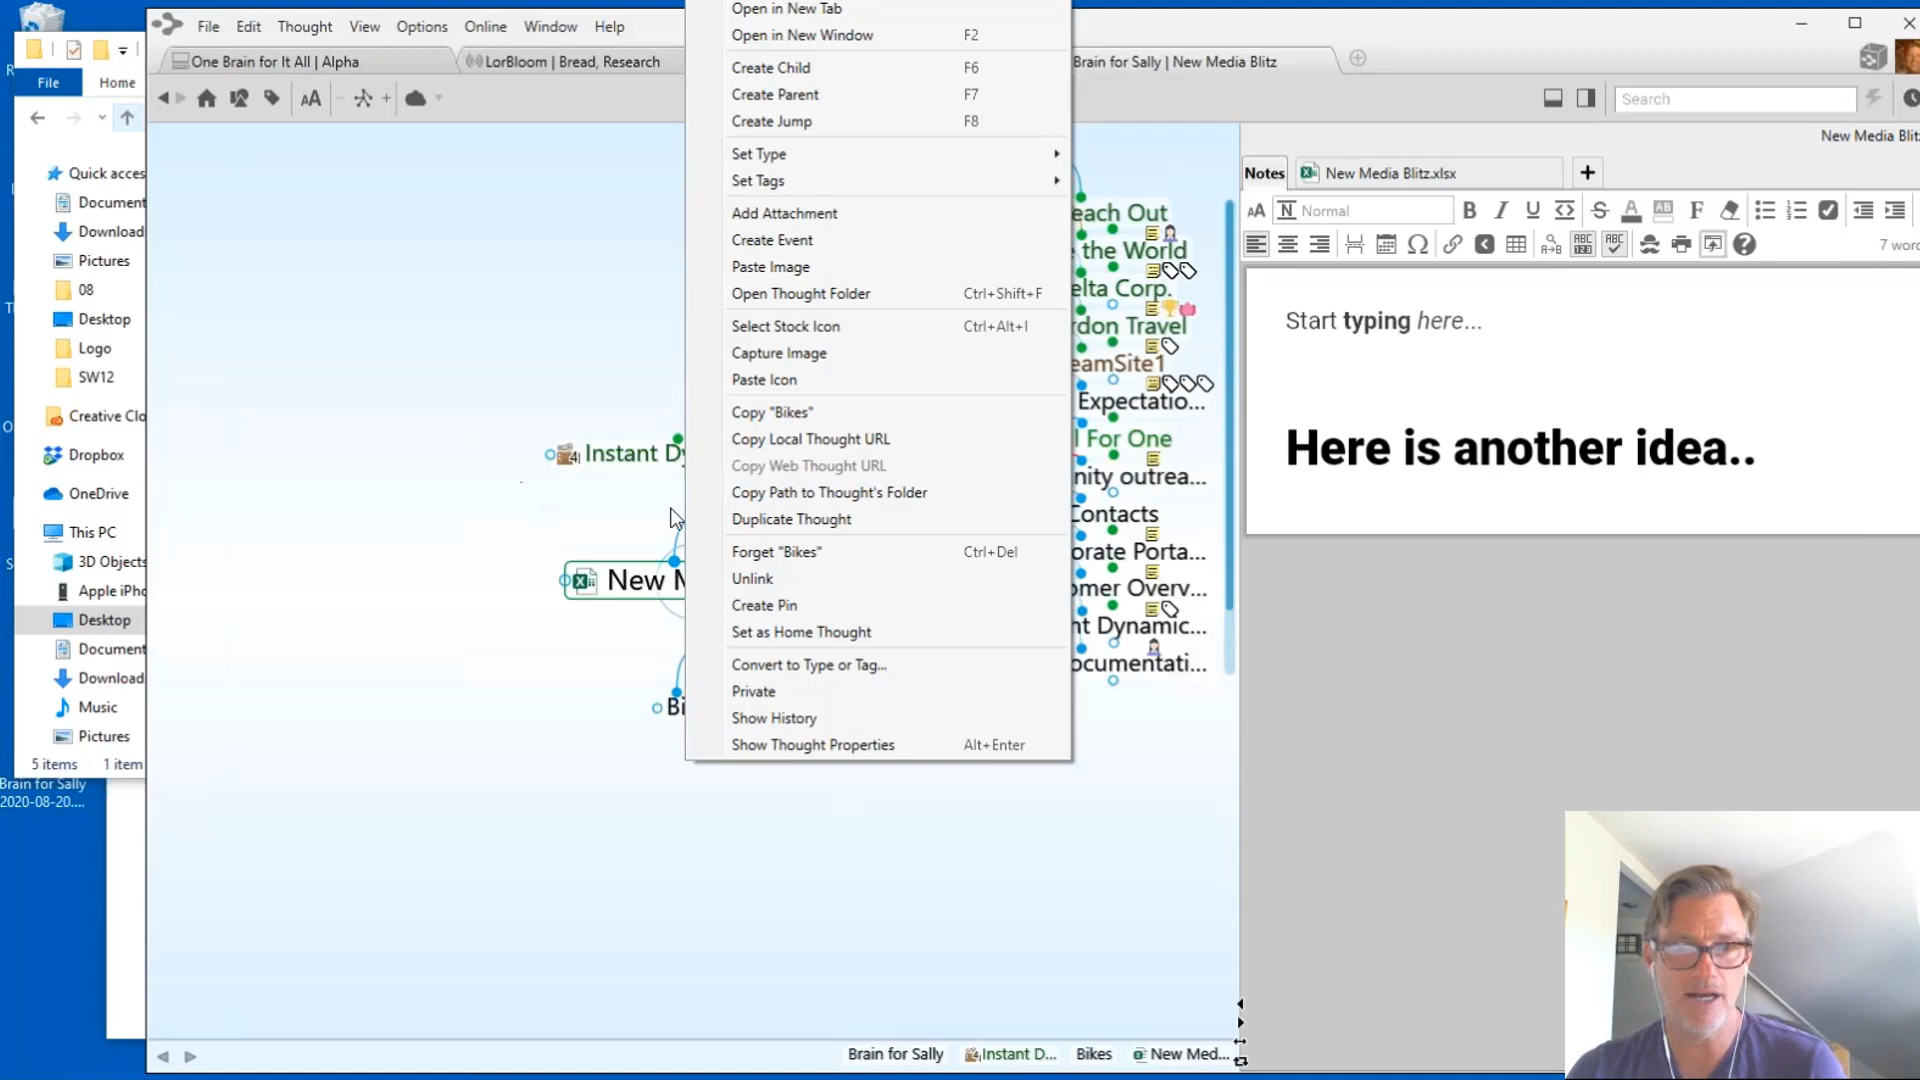 File Edit Thought View Options Online Window Help
One Brain for It All | Alpha
LorBloom | Bread, Research
Brain for Sally | New Media Blitz
File Home
Search
New Media Blitz
Notes New Media Blitz.xlsx
Normal
7 word
Start typing here...
Here is another idea..
Quick acces
Document
Download
Pictures
08
Desktop
Logo
SW12
Creative Clo
Dropbox
OneDrive
This PC
3D Objects
Apple iPho
Desktop
Document
Download
Music
Pictures
5 items 1 item
Brain for Sally
2020-08-20....
Instant Dy
New M
Bi
Open in New Tab
Open in New Window F2
Create Child F6
Create Parent F7
Create Jump F8
Set Type
Set Tags
Add Attachment
Create Event
Paste Image
Open Thought Folder Ctrl+Shift+F
Select Stock Icon Ctrl+Alt+I
Capture Image
Paste Icon
Copy "Bikes"
Copy Local Thought URL
Copy Web Thought URL
Copy Path to Thought's Folder
Duplicate Thought
Forget "Bikes" Ctrl+Del
Unlink
Create Pin
Set as Home Thought
Convert to Type or Tag...
Private
Show History
Show Thought Properties Alt+Enter
each Out
the World
elta Corp.
rdon Travel
eamSite1
Expectatio...
l For One
nity outrea...
Contacts
orate Porta...
omer Overv...
nt Dynamic...
ocumentati...
Brain for Sally Instant D... Bikes New Med...